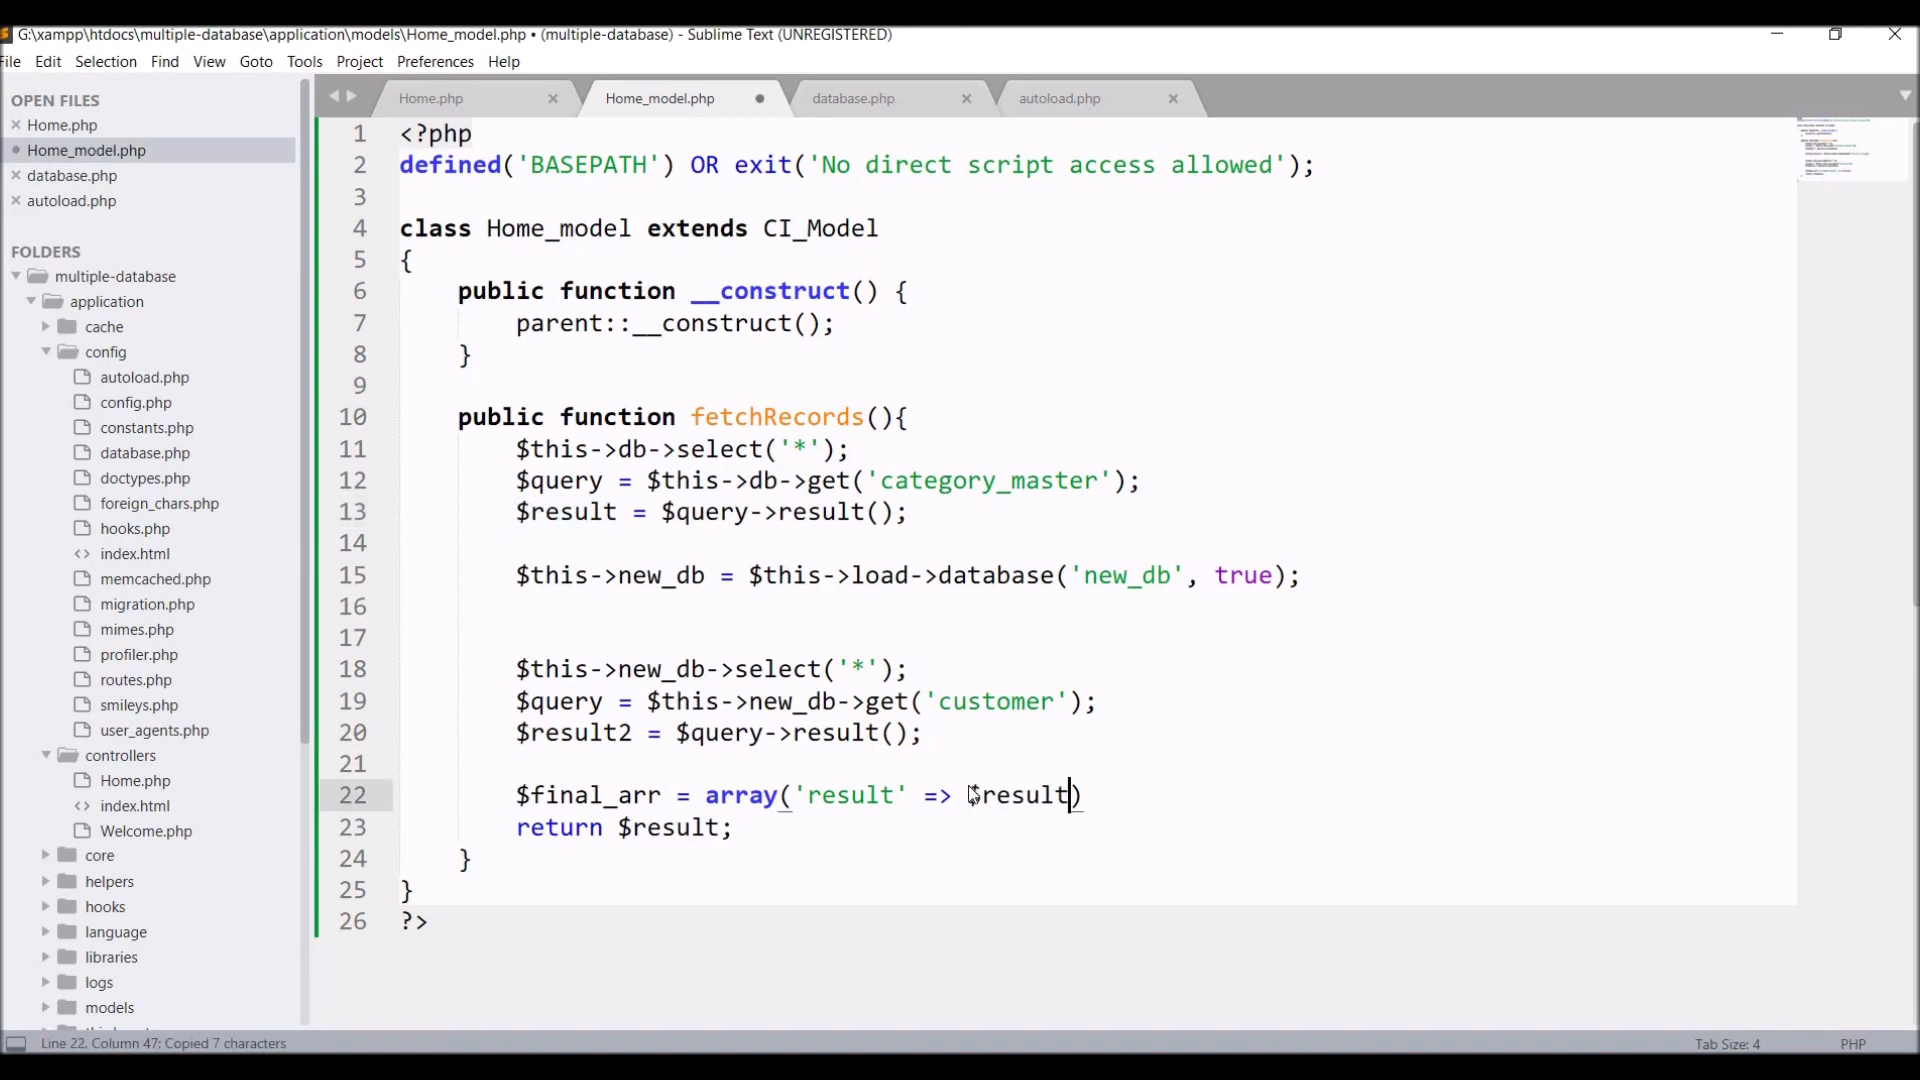 G:\xampp\htdocs\multiple-database\application\models\Home_model.php • (multiple-database) - Sublime Text (UNREGISTERED)
File Edit Selection Find View Goto Tools Project Preferences Help
OPEN FILES
Home.php
Home_model.php
database.php
autoload.php
FOLDERS
multiple-database
application
cache
config
autoload.php
config.php
constants.php
database.php
doctypes.php
foreign_chars.php
hooks.php
index.html
memcached.php
migration.php
mimes.php
profiler.php
routes.php
smileys.php
user_agents.php
controllers
Home.php
index.html
Welcome.php
core
helpers
hooks
language
libraries
logs
models
Home.php Home_model.php database.php autoload.php
1 <?php
2 defined('BASEPATH') OR exit('No direct script access allowed');
3
4 class Home_model extends CI_Model
5 {
6 public function __construct() {
7 parent::__construct();
8 }
9
10 public function fetchRecords(){
11 $this->db->select('*');
12 $query = $this->db->get('category_master');
13 $result = $query->result();
14
15 $this->new_db = $this->load->database('new_db', true);
16
17
18 $this->new_db->select('*');
19 $query = $this->new_db->get('customer');
20 $result2 = $query->result();
21
22 $final_arr = array('result' => $result)
23 return $result;
24 }
25 }
26 ?>
Line 22, Column 47; Copied 7 characters
Tab Size: 4
PHP